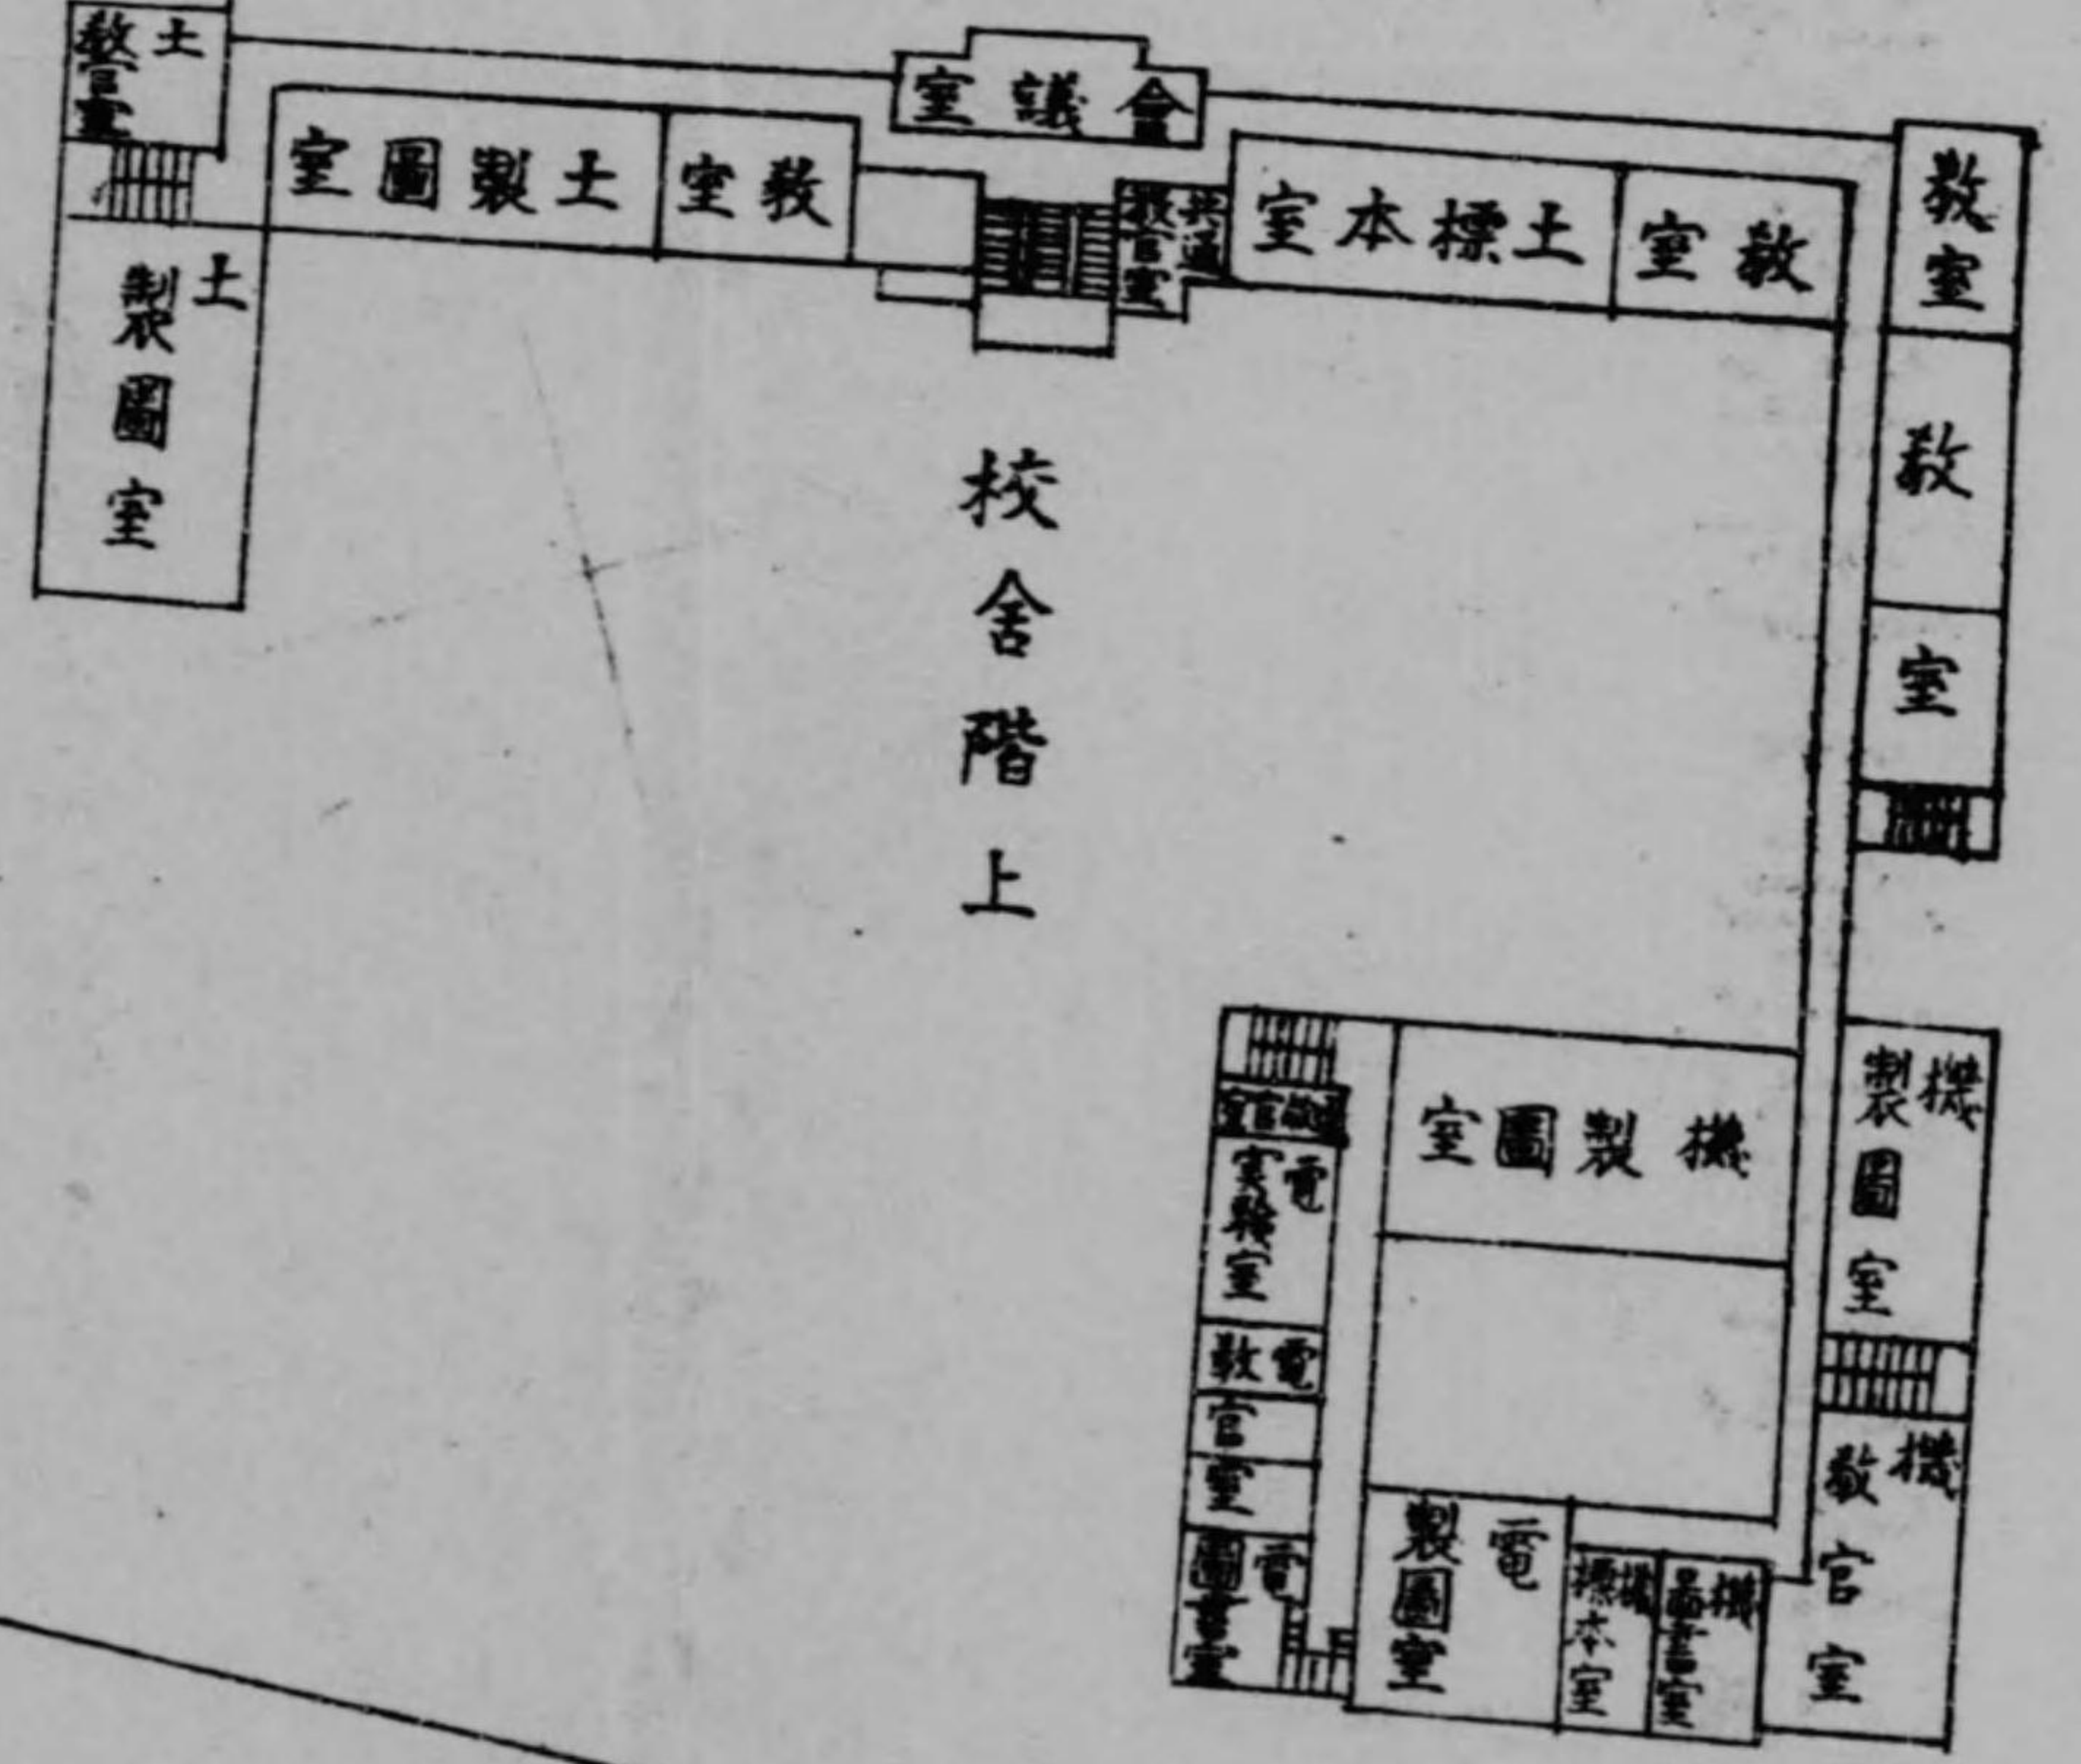 土教官室
會議室
土製圖室
教室
共通教官室
土標本室
教室
教室
土製圖室
教室
校舍階上
機製圖室
機製圖室
電実験室
電教官室
機教官室
電圖書室
電製圖室
機標本室
機圖書室